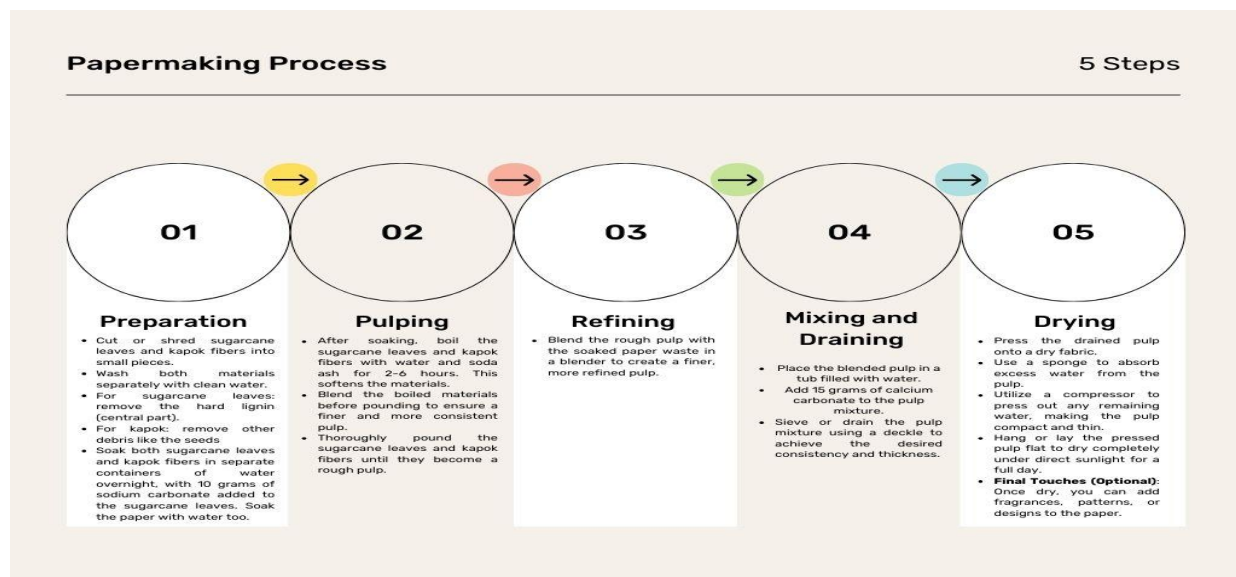 Papermaking Process
5 Steps
01
02
03
04
05
Preparation
• Cut or shred sugarcane
leaves and kapok fibers into
small pieces.
• Wash both materials
separately with clean water.
• For sugarcane leaves:
remove the hard lignin
(central part).
• For kapok: remove other
debris like the seeds
• Soak both sugarcane leaves
and kapok fibers in separate
containers of water
overnight, with 10 grams of
sodium carbonate added to
the sugarcane leaves. Soak
the paper with water too.
Pulping
• After soaking, boil the
sugarcane leaves and kapok
fibers with water and soda
ash for 2-6 hours. This
softens the materials.
• Blend the boiled materials
before pounding to ensure a
finer and more consistent
pulp.
• Thoroughly pound the
sugarcane leaves and kapok
fibers until they become a
rough pulp.
Refining
• Blend the rough pulp with
the soaked paper waste in
a blender to create a finer,
more refined pulp.
Mixing and
Draining
• Place the blended pulp in a
tub filled with water.
• Add 15 grams of calcium
carbonate to the pulp
mixture.
• Sieve or drain the pulp
mixture using a deckle to
achieve the desired
consistency and thickness.
Drying
• Press the drained pulp
onto a dry fabric.
• Use a sponge to absorb
excess water from the
pulp.
• Utilize a compressor to
press out any remaining
water, making the pulp
compact and thin.
• Hang or lay the pressed
pulp flat to dry completely
under direct sunlight for a
full day.
• Final Touches (Optional):
Once dry, you can add
fragrances, patterns, or
designs to the paper.